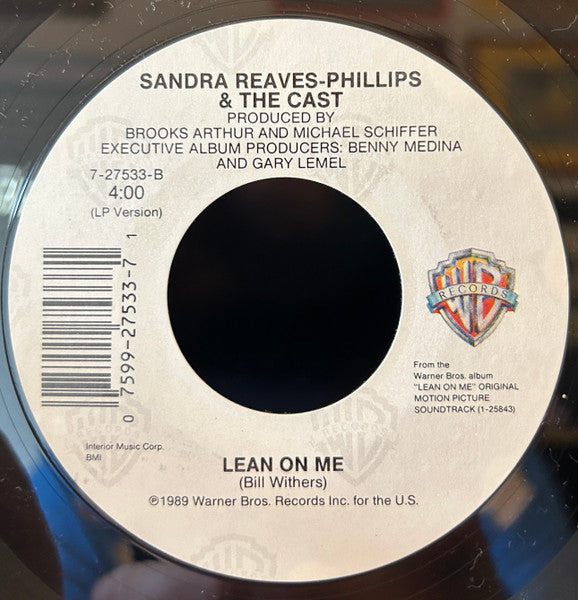 SANDRA REAVES-PHILLIPS
& THE CAST
PRODUCED BY
BROOKS ARTHUR AND MICHAEL SCHIFFER
EXECUTIVE ALBUM PRODUCERS: BENNY MEDINA
AND GARY LEMEL
7-27533-B
4:00
(LP Version)
0 7599-27533-7 1
WB
RECORDS
From the
Warner Bros. album
"LEAN ON ME" ORIGINAL
MOTION PICTURE
SOUNDTRACK (1-25843)
Interior Music Corp.
BMI
LEAN ON ME
(Bill Withers)
℗1989 Warner Bros. Records Inc. for the U.S.